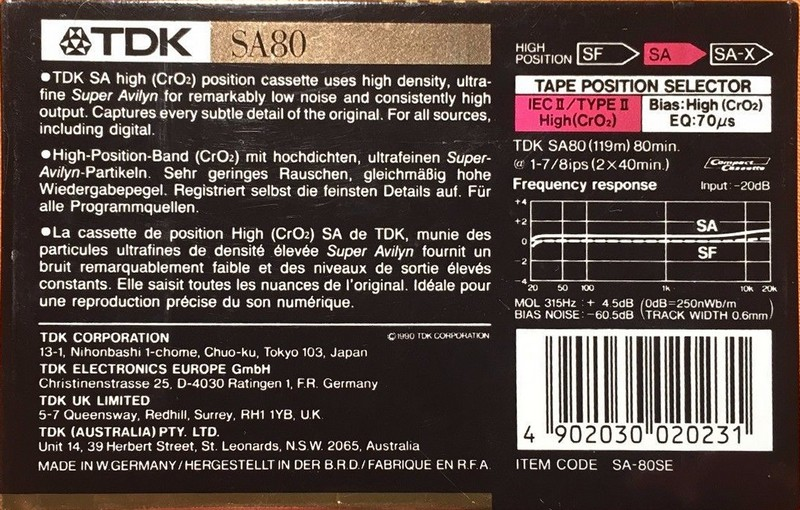 TDK SA80
●TDK SA high (CrO₂) position cassette uses high density, ultra-
fine Super Avilyn for remarkably low noise and consistently high
output. Captures every subtle detail of the original. For all sources,
including digital.
●High-Position-Band (CrO₂) mit hochdichten, ultrafeinen Super-
Avilyn-Partikeln. Sehr geringes Rauschen, gleichmäßig hohe
Wiedergabepegel. Registriert selbst die feinsten Details auf. Für
alle Programmquellen.
●La cassette de position High (CrO₂) SA de TDK, munie des
particules ultrafines de densité élevée Super Avilyn fournit un
bruit remarquablement faible et des niveaux de sortie élevés
constants. Elle saisit toutes les nuances de l'original. Idéale pour
une reproduction précise du son numérique.
TDK CORPORATION ©1990 TDK CORPORATION
13-1, Nihonbashi 1-chome, Chuo-ku, Tokyo 103, Japan
TDK ELECTRONICS EUROPE GmbH
Christinenstrasse 25, D-4030 Ratingen 1, F.R. Germany
TDK UK LIMITED
5-7 Queensway, Redhill, Surrey, RH1 1YB, U.K.
TDK (AUSTRALIA) PTY. LTD.
Unit 14, 39 Herbert Street, St. Leonards, N.S.W. 2065, Australia
MADE IN W.GERMANY/HERGESTELLT IN DER B.R.D./FABRIQUE EN R.F.A.
HIGH
POSITION SF SA SA-X
TAPE POSITION SELECTOR
IEC II/TYPE II Bias:High (CrO₂)
High(CrO₂) EQ:70µs
TDK SA80 (119m) 80min.
@ 1-7/8ips (2×40min.) Compact Cassette
Frequency response Input: -20dB
+4
+2
0
-2
-4
SA
SF
20 50 100 1k 10k 20k
MOL 315Hz : + 4.5dB (0dB=250nWb/m
BIAS NOISE: -60.5dB (TRACK WIDTH 0.6mm)
4 902030 020231
ITEM CODE SA-80SE